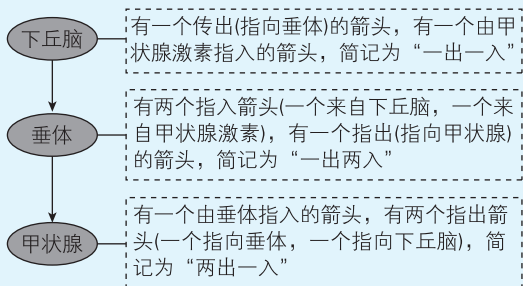 下丘脑
有一个传出(指向垂体)的箭头，有一个由甲
状腺激素指入的箭头，简记为“一出一入”
垂体
有两个指入箭头(一个来自下丘脑，一个来
自甲状腺激素)，有一个指出(指向甲状腺)
的箭头，简记为“一出两入”
甲状腺
有一个由垂体指入的箭头，有两个指出箭
头(一个指向垂体，一个指向下丘脑)，简
记为“两出一入”